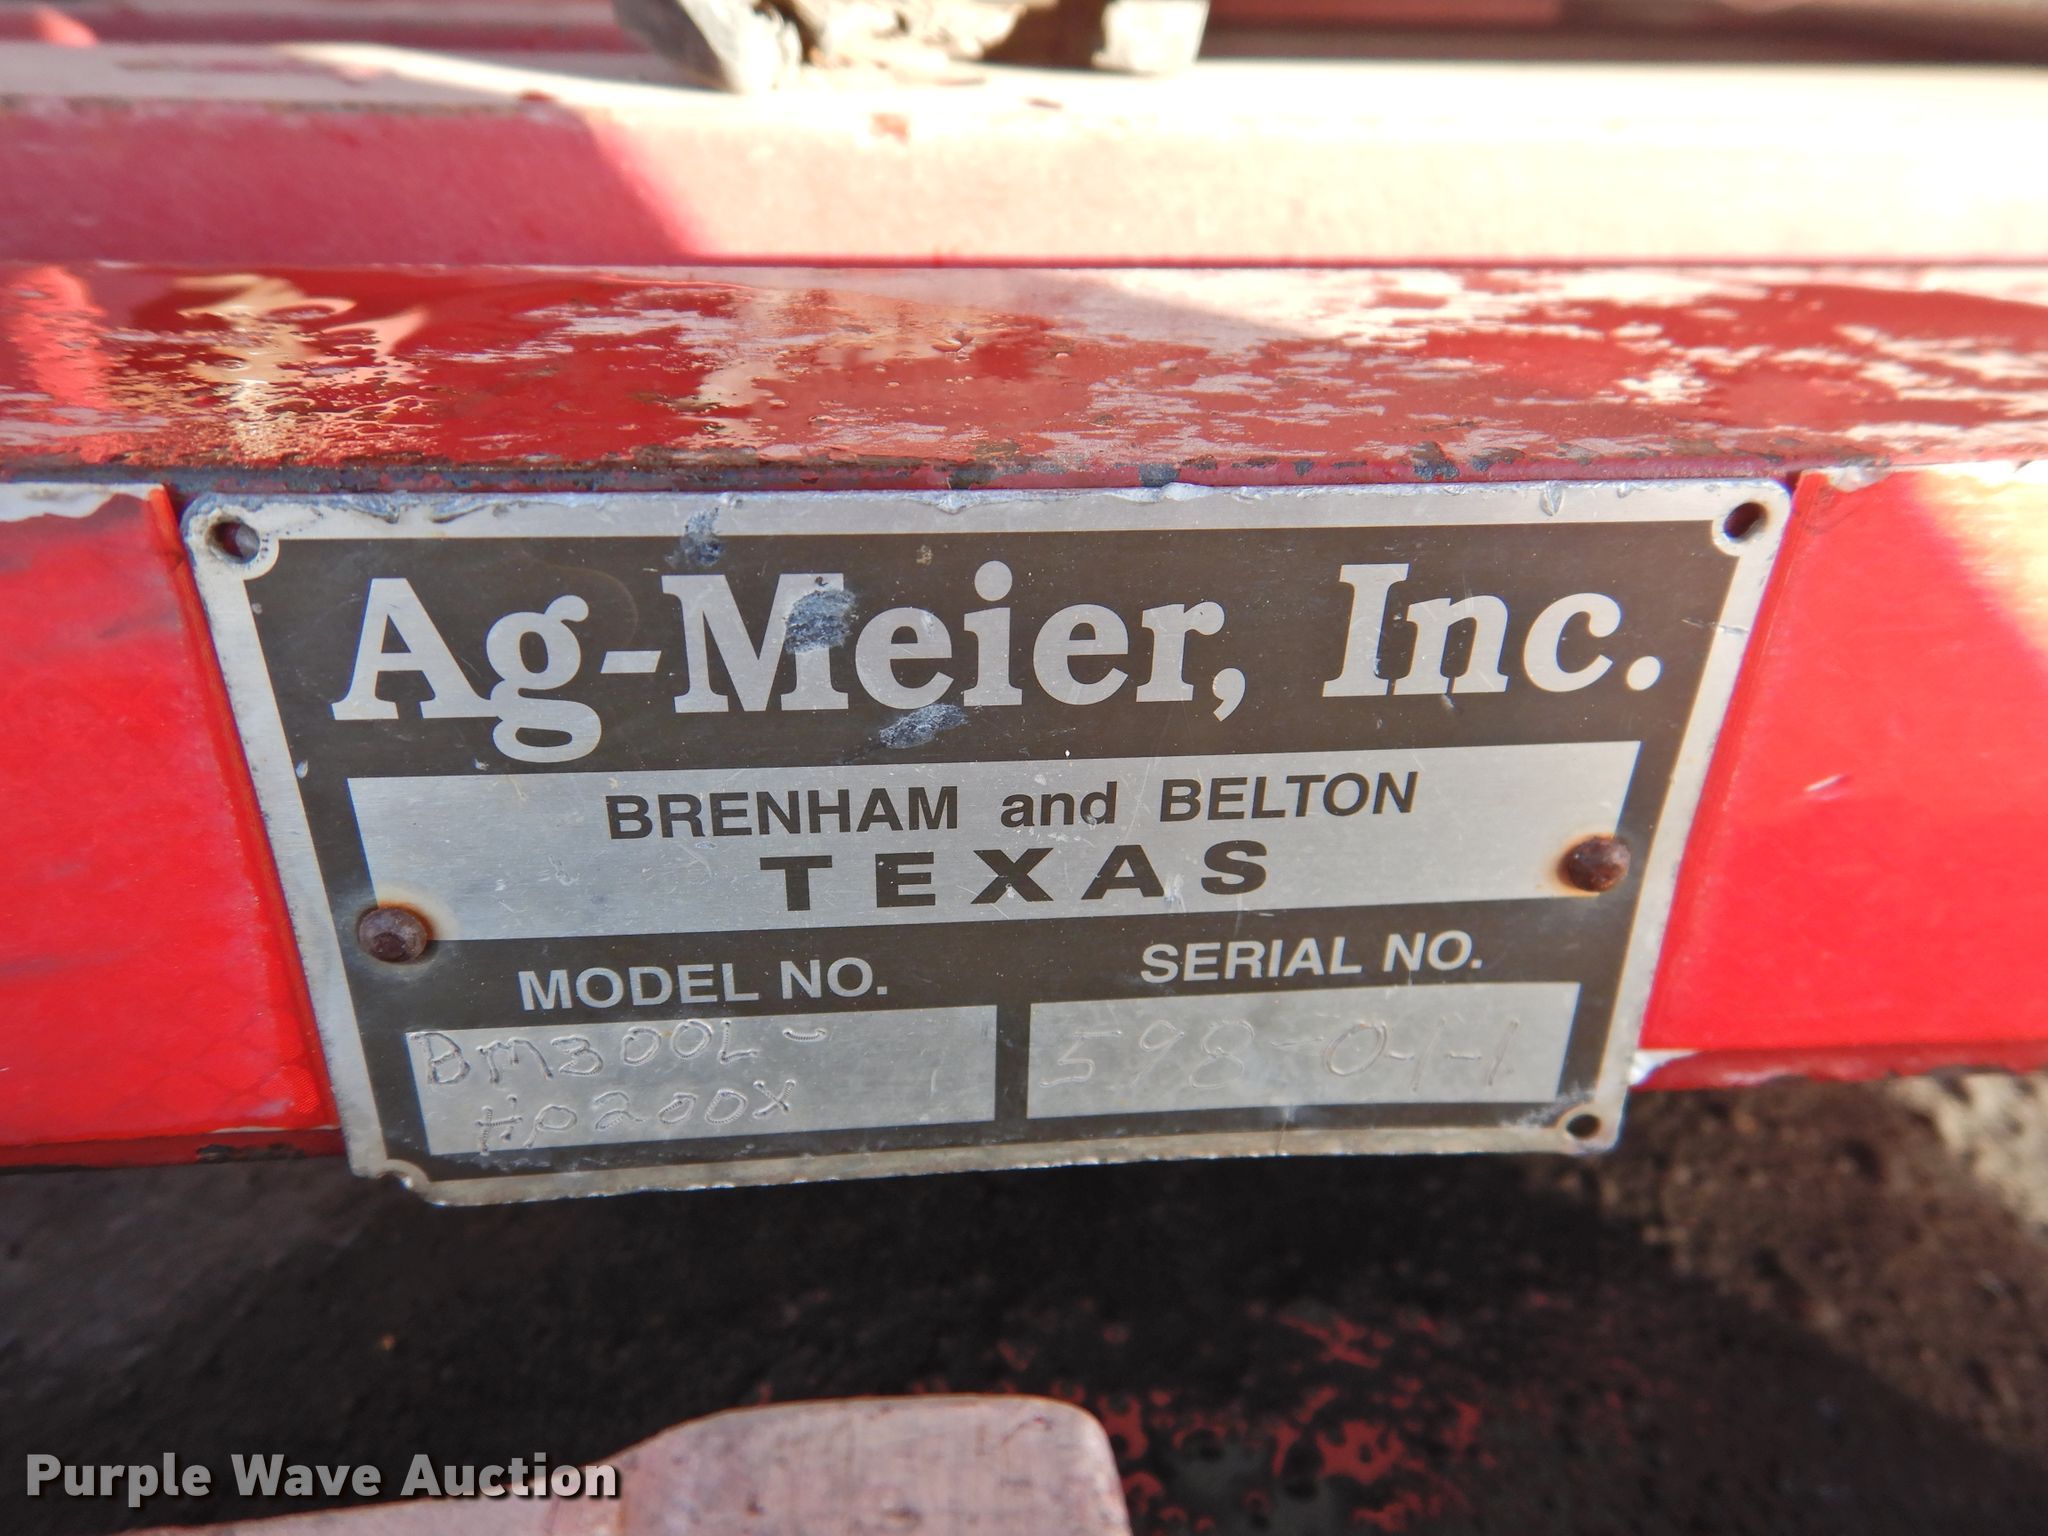 Ag-Meier, Inc.
BRENHAM and BELTON
TEXAS
MODEL NO.
BM300L-
HP200X
SERIAL NO.
598-04-1
Purple Wave Auction